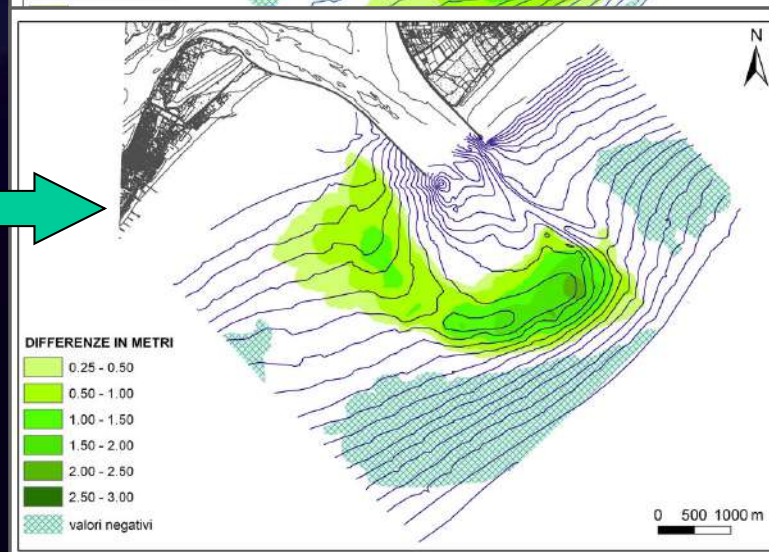 N
DIFFERENZE IN METRI
0.25 - 0.50
0.50 - 1.00
1.00 - 1.50
1.50 - 2.00
2.00 - 2.50
2.50 - 3.00
valori negativi
0 500 1000 m